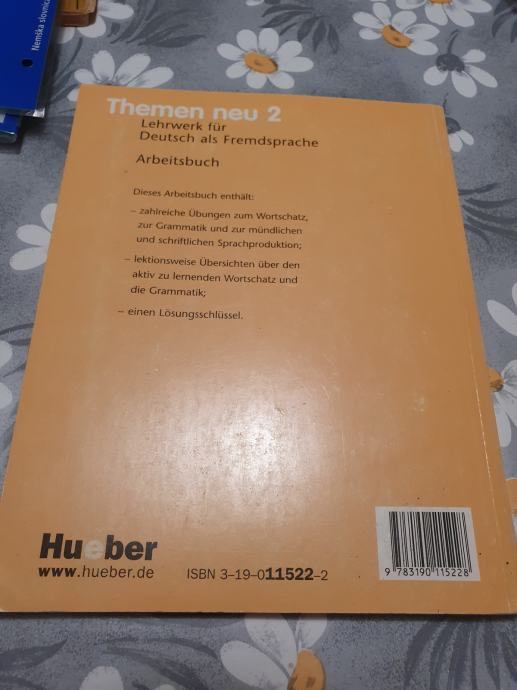 Nemška slovnica
Themen neu 2
Lehrwerk für
Deutsch als Fremdsprache
Arbeitsbuch
Dieses Arbeitsbuch enthält:
– zahlreiche Übungen zum Wortschatz,
zur Grammatik und zur mündlichen
und schriftlichen Sprachproduktion;
– lektionsweise Übersichten über den
aktiv zu lernenden Wortschatz und
die Grammatik;
– einen Lösungsschlüssel.
Hueber
www.hueber.de
ISBN 3–19–011522–2
9 783190 115228